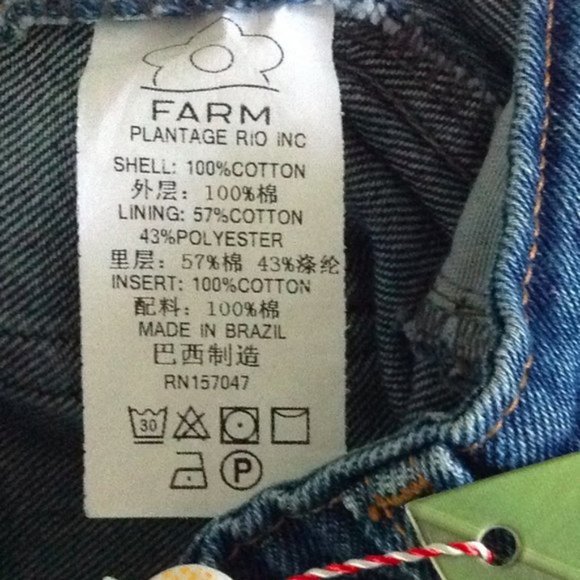 FARM
PLANTAGE RIO INC
SHELL: 100%COTTON
外层: 100%棉
LINING: 57%COTTON
43%POLYESTER
里层: 57%棉 43%涤纶
INSERT: 100%COTTON
配料: 100%棉
MADE IN BRAZIL
巴西制造
RN157047
30
P